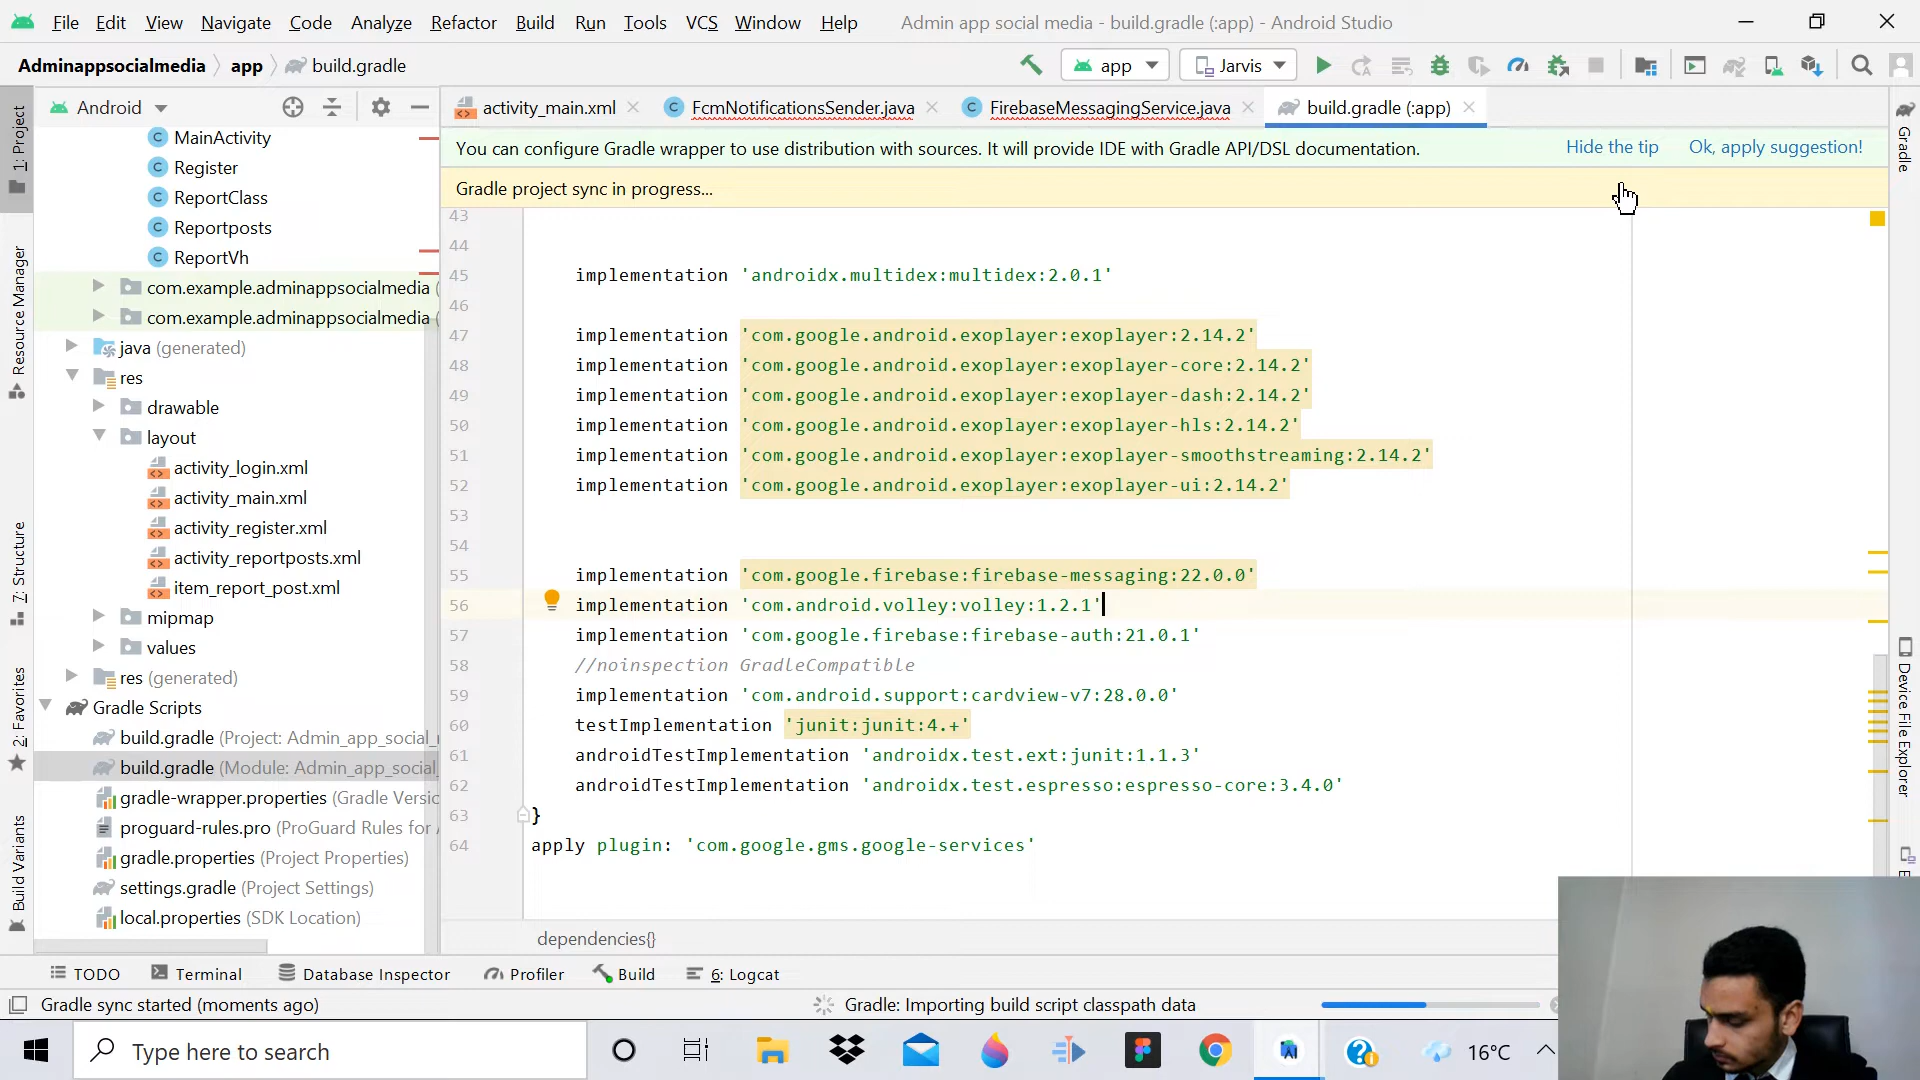 File Edit View Navigate Code Analyze Refactor Build Run Tools VCS Window Help Admin app social media - build.gradle (:app) - Android Studio
Adminappsocialmedia app build.gradle app Jarvis
Android activity_main.xml FcmNotificationsSender.java FirebaseMessagingService.java build.gradle (:app)
1: Project
Resource Manager
7: Structure
2: Favorites
Build Variants
MainActivity
Register
ReportClass
Reportposts
ReportVh
com.example.adminappsocialmedia (
com.example.adminappsocialmedia (
java (generated)
res
drawable
layout
activity_login.xml
activity_main.xml
activity_register.xml
activity_reportposts.xml
item_report_post.xml
mipmap
values
res (generated)
Gradle Scripts
build.gradle (Project: Admin_app_social_
build.gradle (Module: Admin_app_social_
gradle-wrapper.properties (Gradle Versio
proguard-rules.pro (ProGuard Rules for
gradle.properties (Project Properties)
settings.gradle (Project Settings)
local.properties (SDK Location)
You can configure Gradle wrapper to use distribution with sources. It will provide IDE with Gradle API/DSL documentation. Hide the tip Ok, apply suggestion!
Gradle project sync in progress...
43
44
45 implementation 'androidx.multidex:multidex:2.0.1'
46
47 implementation 'com.google.android.exoplayer:exoplayer:2.14.2'
48 implementation 'com.google.android.exoplayer:exoplayer-core:2.14.2'
49 implementation 'com.google.android.exoplayer:exoplayer-dash:2.14.2'
50 implementation 'com.google.android.exoplayer:exoplayer-hls:2.14.2'
51 implementation 'com.google.android.exoplayer:exoplayer-smoothstreaming:2.14.2'
52 implementation 'com.google.android.exoplayer:exoplayer-ui:2.14.2'
53
54
55 implementation 'com.google.firebase:firebase-messaging:22.0.0'
56 implementation 'com.android.volley:volley:1.2.1'
57 implementation 'com.google.firebase:firebase-auth:21.0.1'
58 //noinspection GradleCompatible
59 implementation 'com.android.support:cardview-v7:28.0.0'
60 testImplementation 'junit:junit:4.+'
61 androidTestImplementation 'androidx.test.ext:junit:1.1.3'
62 androidTestImplementation 'androidx.test.espresso:espresso-core:3.4.0'
63 }
64 apply plugin: 'com.google.gms.google-services'
dependencies{}
Gradle
Device File Explorer
TODO Terminal Database Inspector Profiler Build 6: Logcat
Gradle sync started (moments ago) Gradle: Importing build script classpath data
Type here to search 16°C